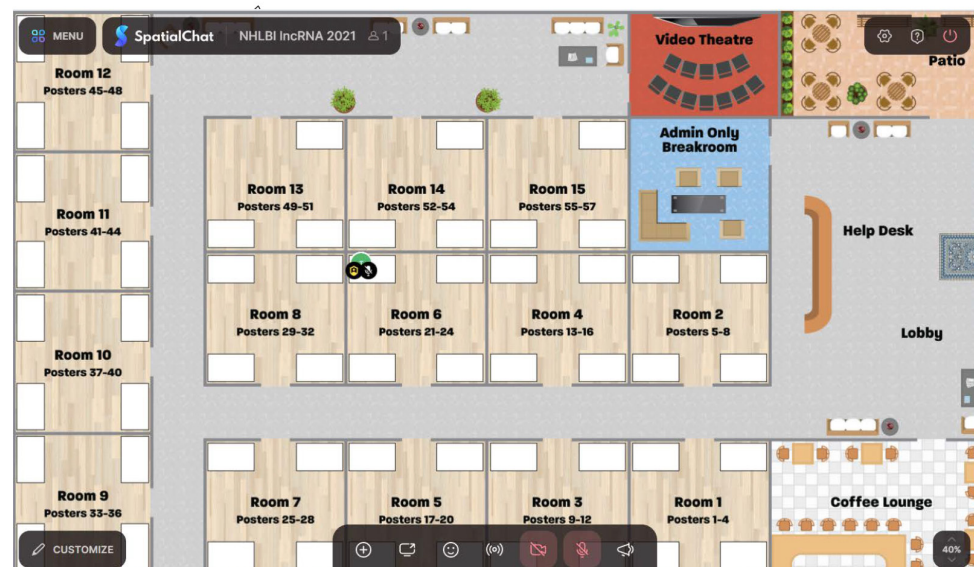 MENU
SpatialChat
NHLBI lncRNA 2021
1
Video Theatre
Patio
Room 12
Posters 45-48
Admin Only
Breakroom
Room 11
Posters 41-44
Room 13
Posters 49-51
Room 14
Posters 52-54
Room 15
Posters 55-57
Help Desk
Room 8
Posters 29-32
Room 6
Posters 21-24
Room 4
Posters 13-16
Room 2
Posters 5-8
Lobby
Room 10
Posters 37-40
Room 9
Posters 33-36
Room 7
Posters 25-28
Room 5
Posters 17-20
Room 3
Posters 9-12
Room 1
Posters 1-4
Coffee Lounge
CUSTOMIZE
40%